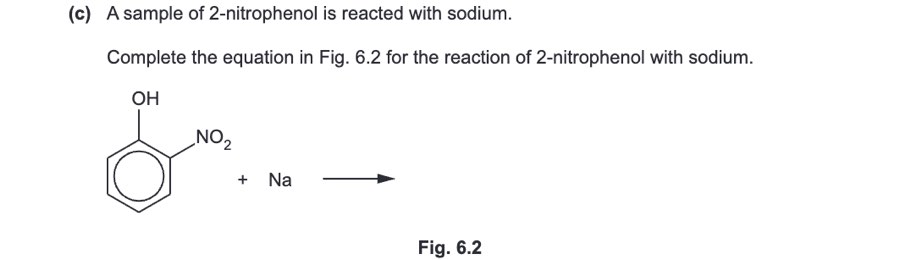 (c) A sample of 2-nitrophenol is reacted with sodium.
Complete the equation in Fig. 6.2 for the reaction of 2-nitrophenol with sodium.
OH
NO₂
+ Na
Fig. 6.2